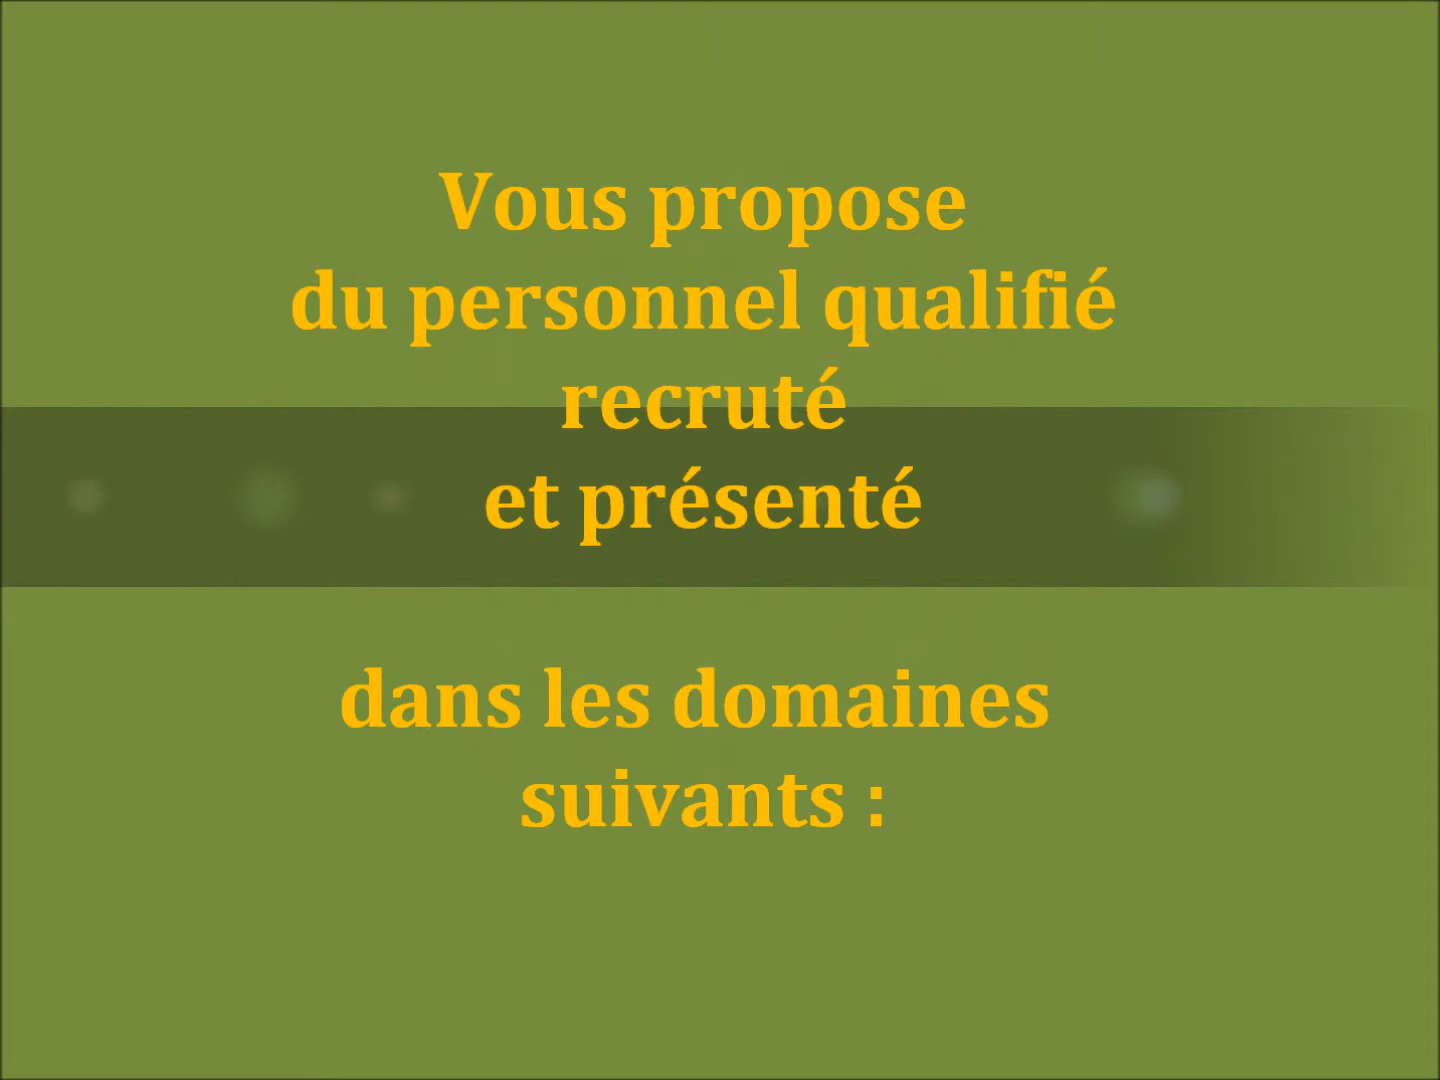 Vous propose
du personnel qualifié
recruté
et présenté
dans les domaines
suivants :